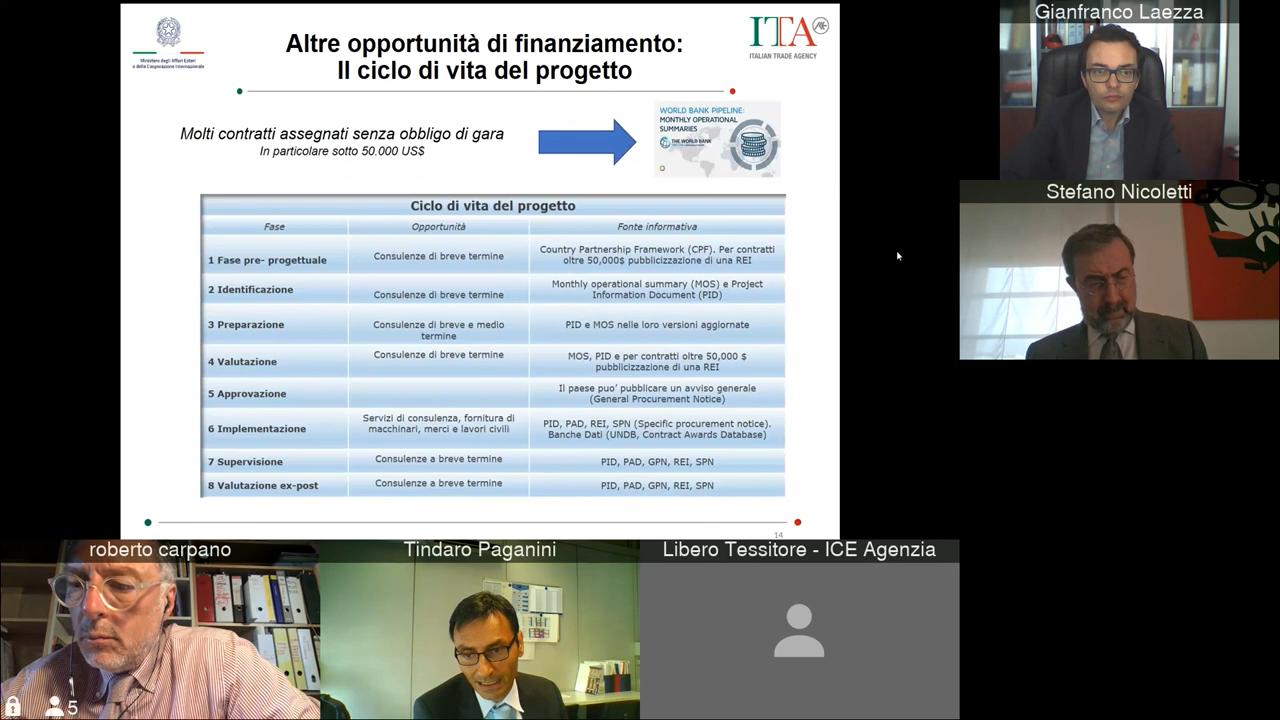 Ministero degli Affari Esteri
e della Cooperazione Internazionale
Altre opportunità di finanziamento:
Il ciclo di vita del progetto
ITA
ITALIAN TRADE AGENCY
Molti contratti assegnati senza obbligo di gara
In particolare sotto 50.000 US$
WORLD BANK PIPELINE:
MONTHLY OPERATIONAL
SUMMARIES
THE WORLD BANK
Ciclo di vita del progetto
Fase Opportunità Fonte informativa
1 Fase pre- progettuale
Consulenze di breve termine
Country Partnership Framework (CPF). Per contratti
oltre 50,000$ pubblicizzazione di una REI
2 Identificazione
Consulenze di breve termine
Monthly operational summary (MOS) e Project
Information Document (PID)
3 Preparazione
Consulenze di breve e medio
termine
PID e MOS nelle loro versioni aggiornate
4 Valutazione
Consulenze di breve termine
MOS, PID e per contratti oltre 50,000 $
pubblicizzazione di una REI
5 Approvazione
Il paese puo' pubblicare un avviso generale
(General Procurement Notice)
6 Implementazione
Servizi di consulenza, fornitura di
macchinari, merci e lavori civili
PID, PAD, REI, SPN (Specific procurement notice).
Banche Dati (UNDB, Contract Awards Database)
7 Supervisione
Consulenze a breve termine
PID, PAD, GPN, REI, SPN
8 Valutazione ex-post
Consulenze a breve termine
PID, PAD, GPN, REI, SPN
14
Gianfranco Laezza
Stefano Nicoletti
roberto carpano
Tindaro Paganini
Libero Tessitore - ICE Agenzia
5